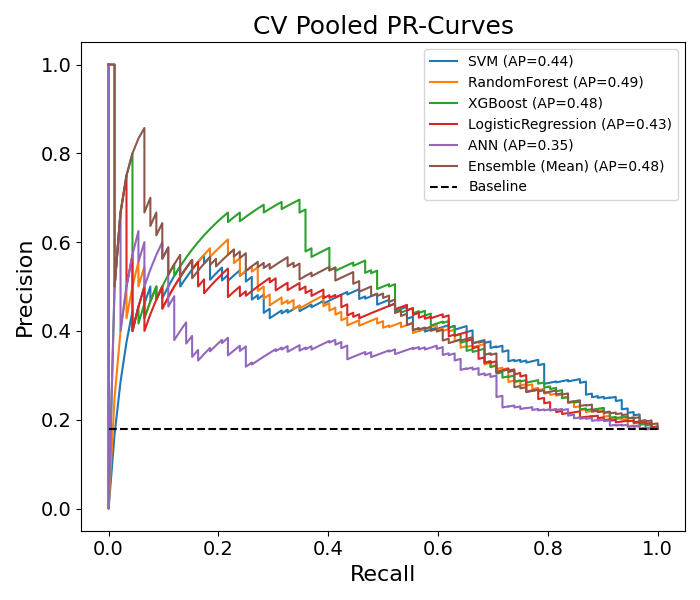 CV Pooled PR-Curves
SVM (AP=0.44)
RandomForest (AP=0.49)
XGBoost (AP=0.48)
LogisticRegression (AP=0.43)
ANN (AP=0.35)
Ensemble (Mean) (AP=0.48)
Baseline
Precision
1.0
0.8
0.6
0.4
0.2
0.0
0.0 0.2 0.4 0.6 0.8 1.0
Recall